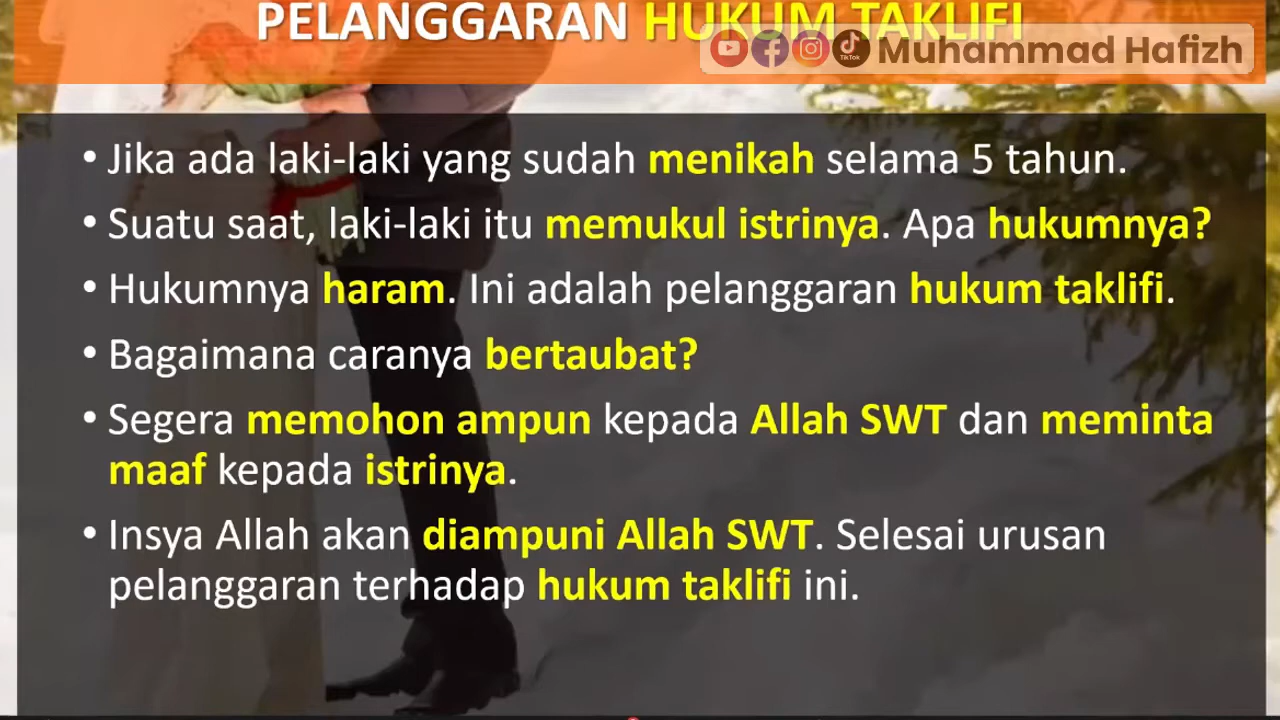 PELANGGARAN HUKUM TAKLIFI
TikTok
Muhammad Hafizh
• Jika ada laki-laki yang sudah menikah selama 5 tahun.
• Suatu saat, laki-laki itu memukul istrinya. Apa hukumnya?
• Hukumnya haram. Ini adalah pelanggaran hukum taklifi.
• Bagaimana caranya bertaubat?
• Segera memohon ampun kepada Allah SWT dan meminta
maaf kepada istrinya.
• Insya Allah akan diampuni Allah SWT. Selesai urusan
pelanggaran terhadap hukum taklifi ini.